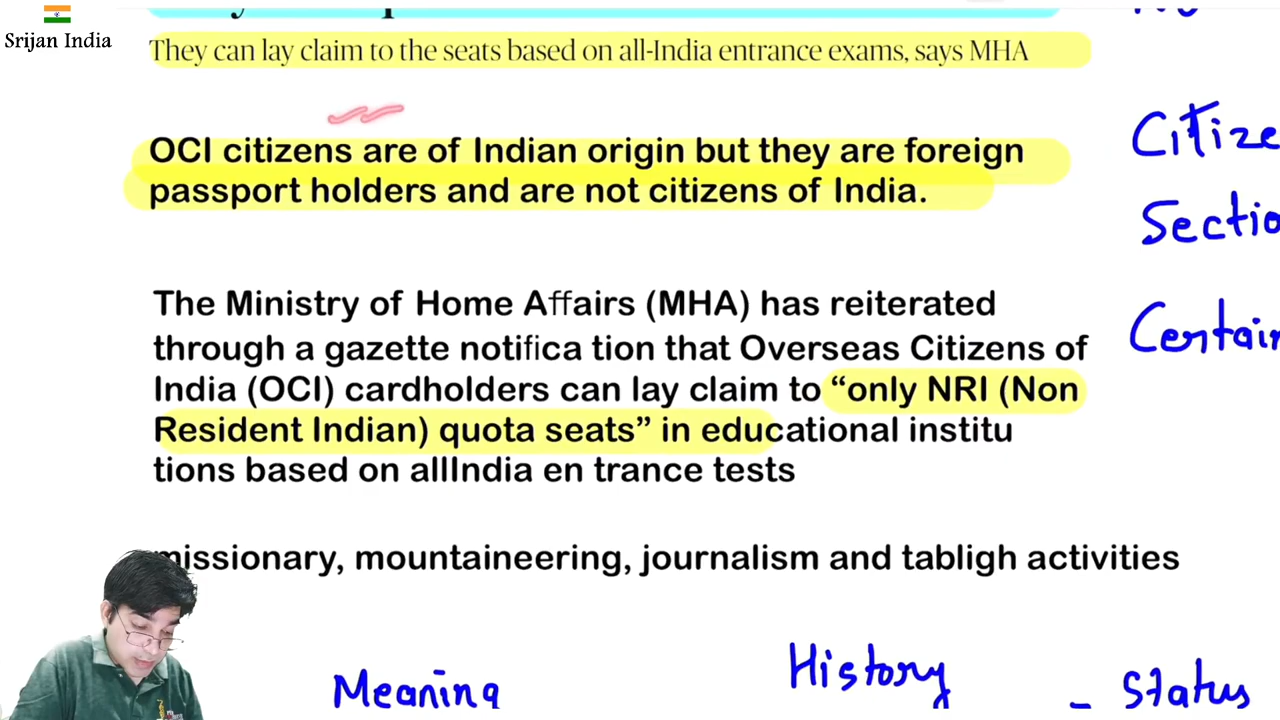 Srijan India
They can lay claim to the seats based on all-India entrance exams, says MHA
OCI citizens are of Indian origin but they are foreign
passport holders and are not citizens of India.
Citize
Sectio
The Ministry of Home Affairs (MHA) has reiterated
through a gazette notifica tion that Overseas Citizens of
India (OCI) cardholders can lay claim to “only NRI (Non
Resident Indian) quota seats” in educational institu
tions based on allIndia en trance tests
Certain
missionary, mountaineering, journalism and tabligh activities
Meaning
History
- Status